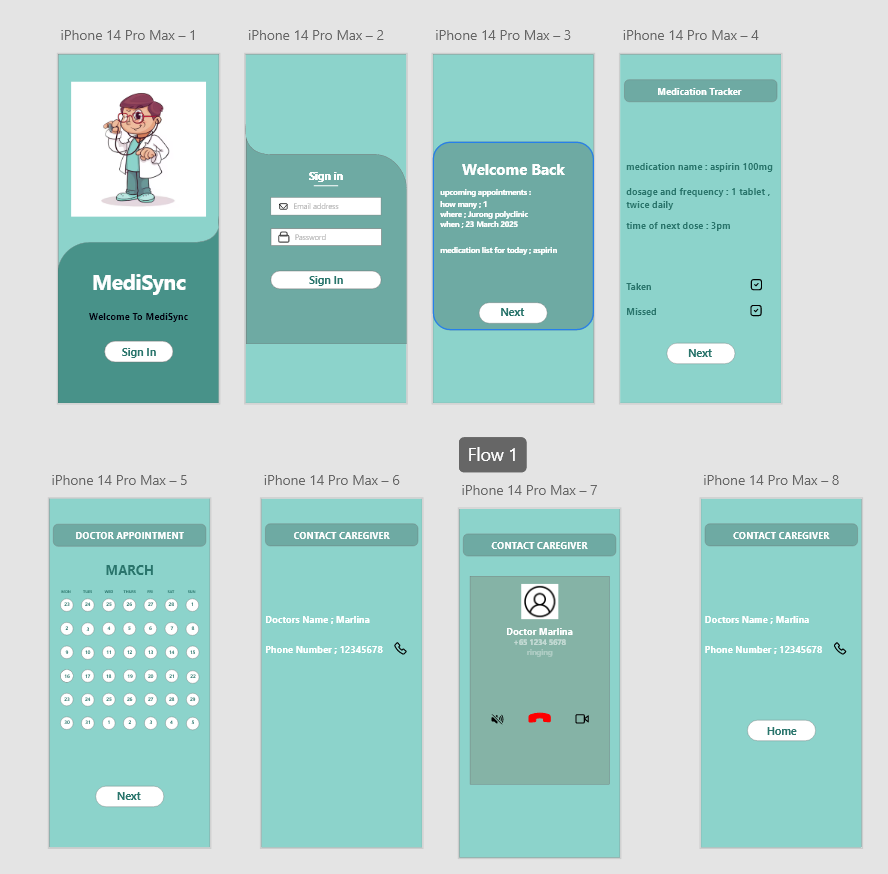 iPhone 14 Pro Max – 1
MediSync
Welcome To MediSync
Sign In
iPhone 14 Pro Max – 2
Sign in
Email address
Password
Sign In
iPhone 14 Pro Max – 3
Welcome Back
upcoming appointments :
how many ; 1
where ; Jurong polyclinic
when ; 23 March 2025
medication list for today ; aspirin
Next
iPhone 14 Pro Max – 4
Medication Tracker
medication name : aspirin 100mg
dosage and frequency : 1 tablet ,
twice daily
time of next dose : 3pm
Taken
Missed
Next
iPhone 14 Pro Max – 5
DOCTOR APPOINTMENT
MARCH
MON TUES WED THURS FRI SAT SUN
23 24 25 26 27 28 1
2 3 4 5 6 7 8
9 10 11 12 13 14 15
16 17 18 19 20 21 22
23 24 25 26 27 28 29
30 31 1 2 3 4 5
Next
iPhone 14 Pro Max – 6
CONTACT CAREGIVER
Doctors Name ; Marlina
Phone Number ; 12345678
Flow 1
iPhone 14 Pro Max – 7
CONTACT CAREGIVER
Doctor Marlina
+65 1234 5678
ringing
iPhone 14 Pro Max – 8
CONTACT CAREGIVER
Doctors Name ; Marlina
Phone Number ; 12345678
Home